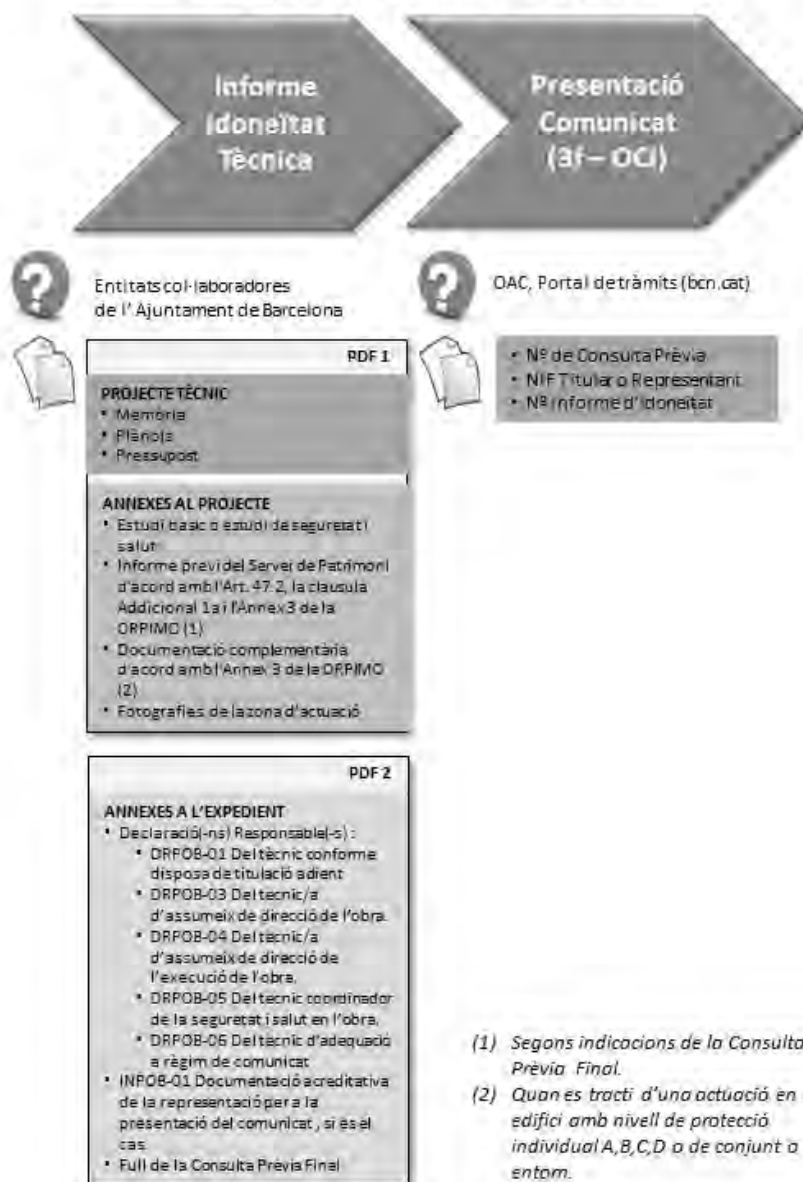 Informe
Idoneïtat
Tècnica
Presentació
Comunicat
(3f – OCI)
Entitats col·laboradores
de l' Ajuntament de Barcelona
OAC, Portal de tràmits (bcn.cat)
PDF 1
PROJECTE TÈCNIC
• Memòria
• Plànols
• Pressupost
ANNEXES AL PROJECTE
• Estudi bàsic o estudi de seguretat i
salut
• Informe previ del Servei de Patrimoni
d'acord amb l'Art. 47.2, la clausula
Addicional 1a i l'Annex 3 de la
ORPIMO (1)
• Documentació complementària
d'acord amb l'Annex 3 de la ORPIMO
(2)
• Fotografies de la zona d'actuació
• Nº de Consulta Prèvia
• NIF Titular o Representant
• Nº Informe d'idoneïtat
PDF 2
ANNEXES A L'EXPEDIENT
• Declaració(-ns) Responsable(-s) :
• DRPOB-01 Del tècnic conforme
disposa de titulació adient
• DRPOB-03 Del tècnic/a
d'assumeix de direcció de l'obra.
• DRPOB-04 Del tècnic/a
d'assumeix de direcció de
l'execució de l'obra.
• DRPOB-05 Del tècnic coordinador
de la seguretat i salut en l'obra.
• DRPOB-06 Del tècnic d'adequació
a règim de comunicat
• INPOB-01 Documentació acreditativa
de la representació per a la
presentació del comunicat , si és el
cas
• Full de la Consulta Prèvia Final
(1) Segons indicacions de la Consulta
Prèvia Final.
(2) Quan es tracti d'una actuació en
edifici amb nivell de protecció
individual A,B,C,D o de conjunt o
entorn.